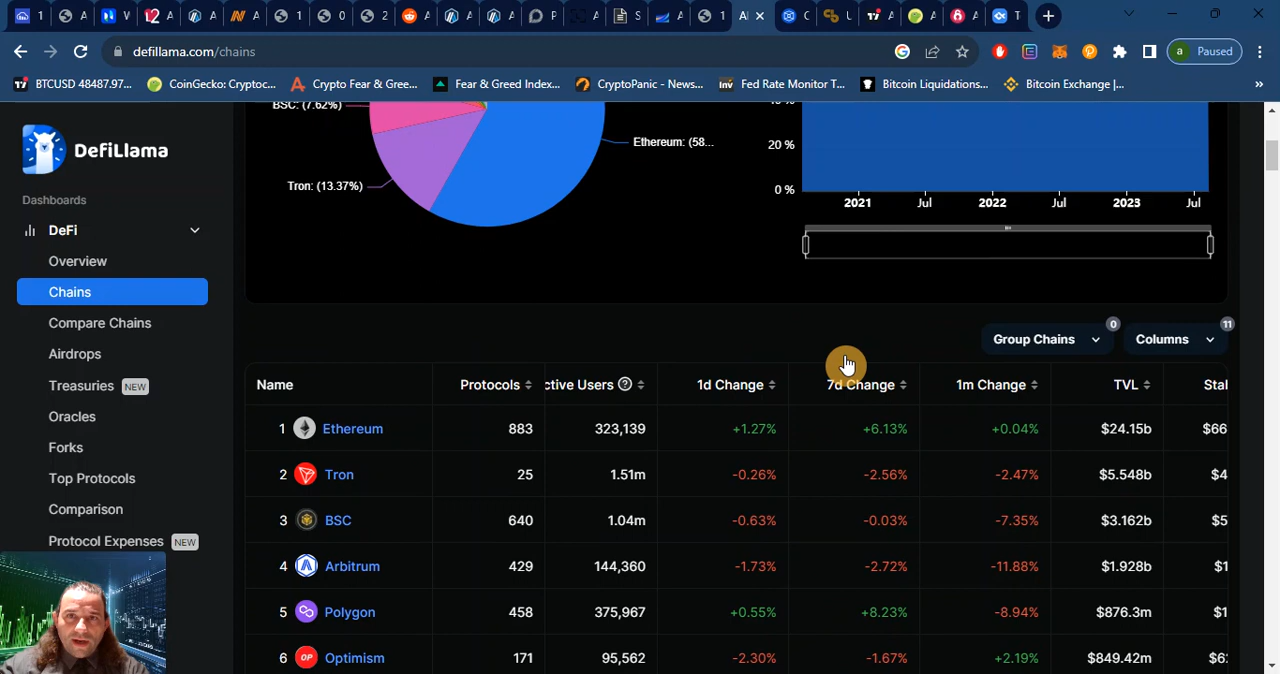 1
A
V
A
A
A
1
0
2
A
A
A
P
A
S
A
1
Al
C
U
A
A
A
T
defillama.com/chains
a Paused
BTCUSD 48487.97...
CoinGecko: Cryptoc...
Crypto Fear & Gree...
Fear & Greed Index...
CryptoPanic - News...
Fed Rate Monitor T...
Bitcoin Liquidations...
Bitcoin Exchange |...
»
DefiLlama
Dashboards
DeFi
Overview
Chains
Compare Chains
Airdrops
Treasuries NEW
Oracles
Forks
Top Protocols
Comparison
Protocol Expenses NEW
BSC: (7.62%)
Ethereum: (58...
Tron: (13.37%)
20 %
0 %
2021 Jul 2022 Jul 2023 Jul
Group Chains 0
Columns 11
Name Protocols ctive Users ? 1d Change 7d Change 1m Change TVL Stal
1 Ethereum 883 323,139 +1.27% +6.13% +0.04% $24.15b $66
2 Tron 25 1.51m -0.26% -2.56% -2.47% $5.548b $4
3 BSC 640 1.04m -0.63% -0.03% -7.35% $3.162b $5
4 Arbitrum 429 144,360 -1.73% -2.72% -11.88% $1.928b $1
5 Polygon 458 375,967 +0.55% +8.23% -8.94% $876.3m $1
6 OP Optimism 171 95,562 -2.30% -1.67% +2.19% $849.42m $62